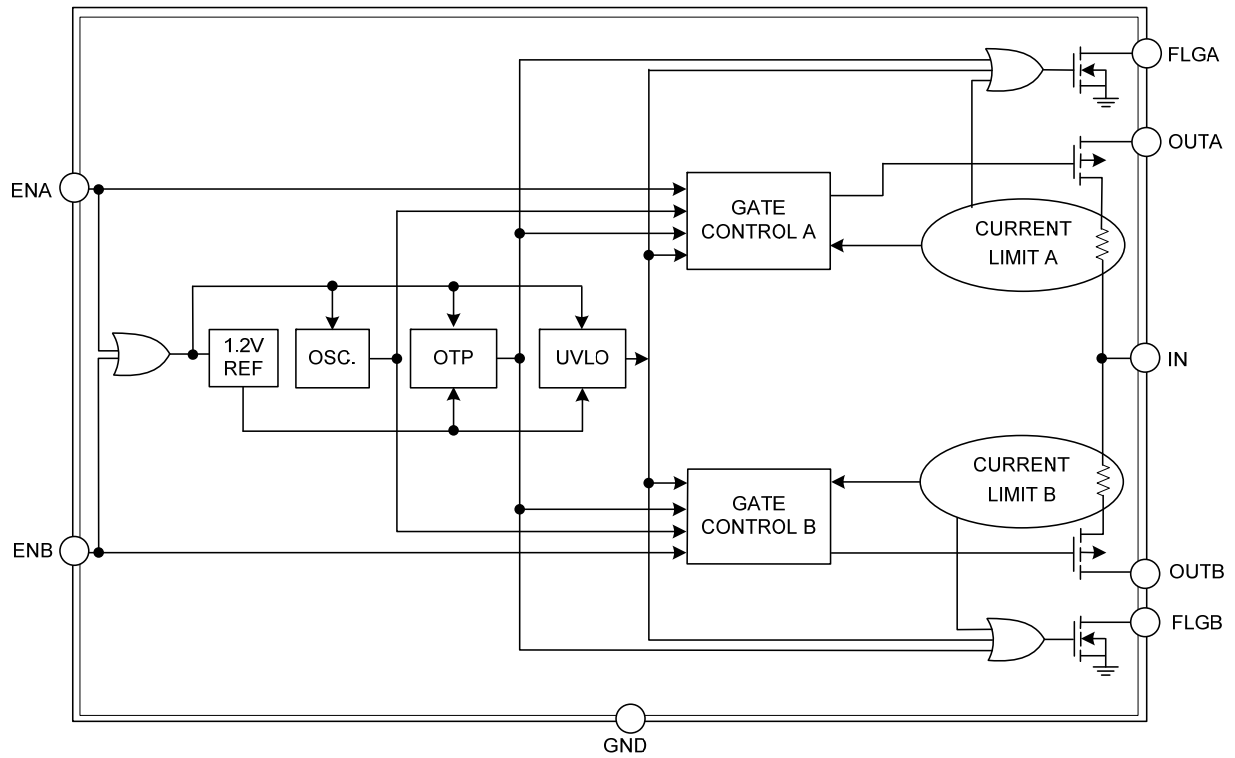 FLGA
OUTA
ENA
GATE
CONTROL A
CURRENT
LIMIT A
1.2V
REF
OSC.
OTP
UVLO
IN
GATE
CONTROL B
CURRENT
LIMIT B
ENB
OUTB
FLGB
GND